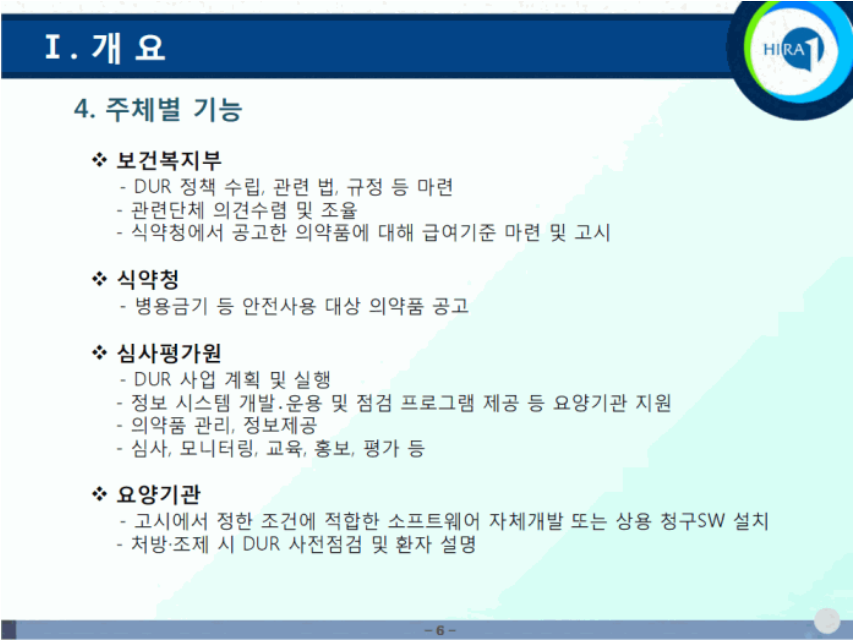 I. 개 요
HIRA
4. 주체별 기능
❖ 보건복지부
- DUR 정책 수립, 관련 법, 규정 등 마련
- 관련단체 의견수렴 및 조율
- 식약청에서 공고한 의약품에 대해 급여기준 마련 및 고시
❖ 식약청
- 병용금기 등 안전사용 대상 의약품 공고
❖ 심사평가원
- DUR 사업 계획 및 실행
- 정보 시스템 개발.운용 및 점검 프로그램 제공 등 요양기관 지원
- 의약품 관리, 정보제공
- 심사, 모니터링, 교육, 홍보, 평가 등
❖ 요양기관
- 고시에서 정한 조건에 적합한 소프트웨어 자체개발 또는 상용 청구SW 설치
- 처방·조제 시 DUR 사전점검 및 환자 설명
- 6 -